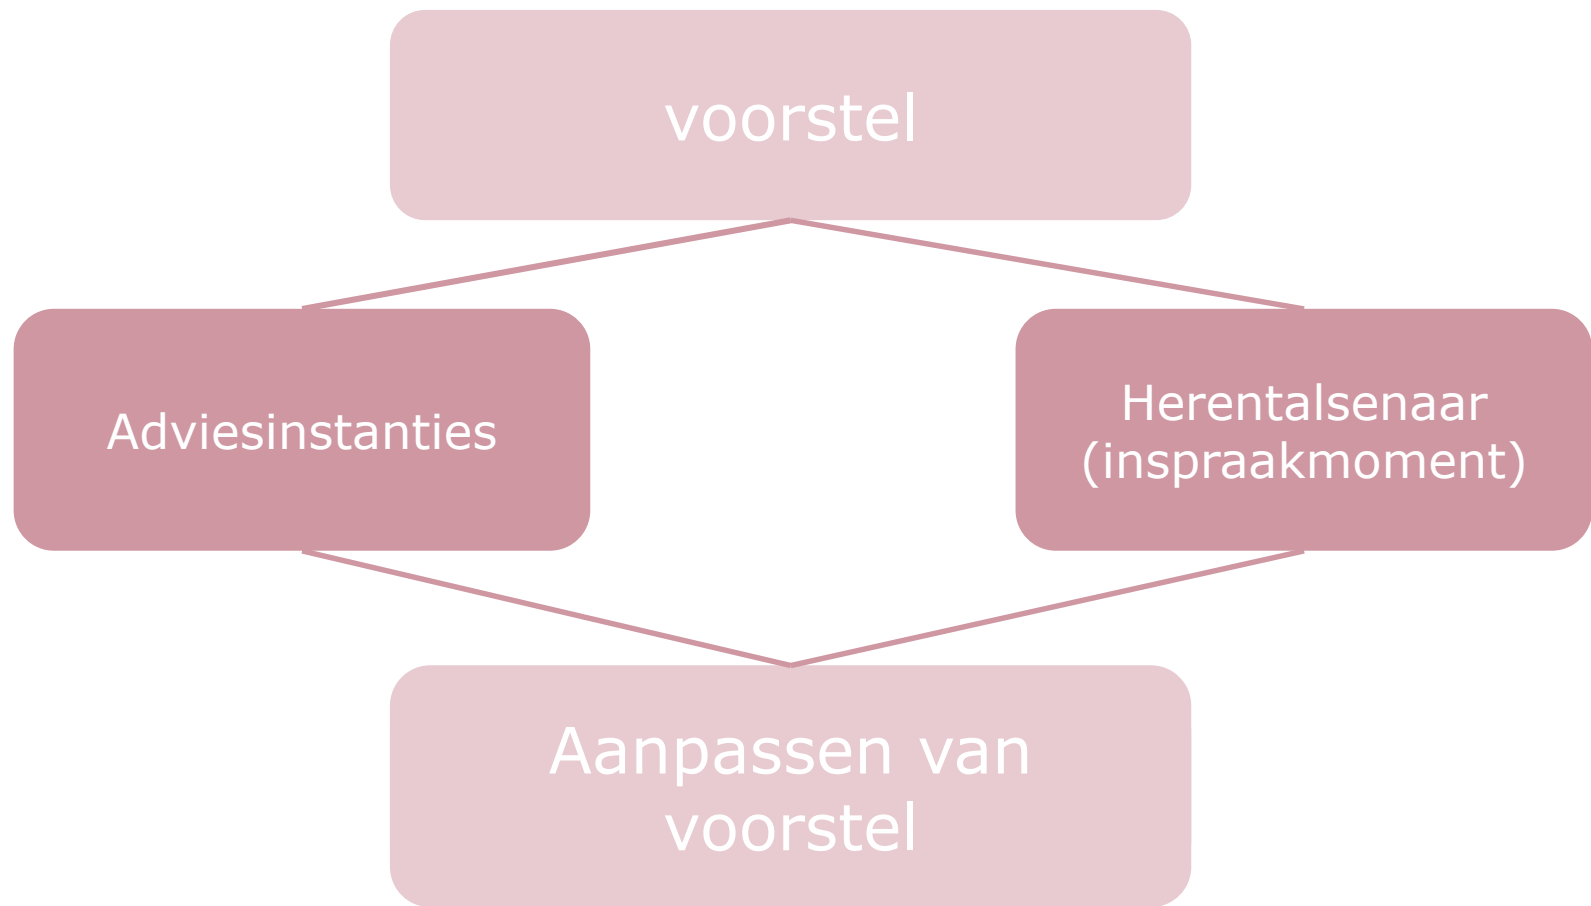 voorstel
Adviesinstanties
Herentalsenaar
(inspraakmoment)
Aanpassen van
voorstel